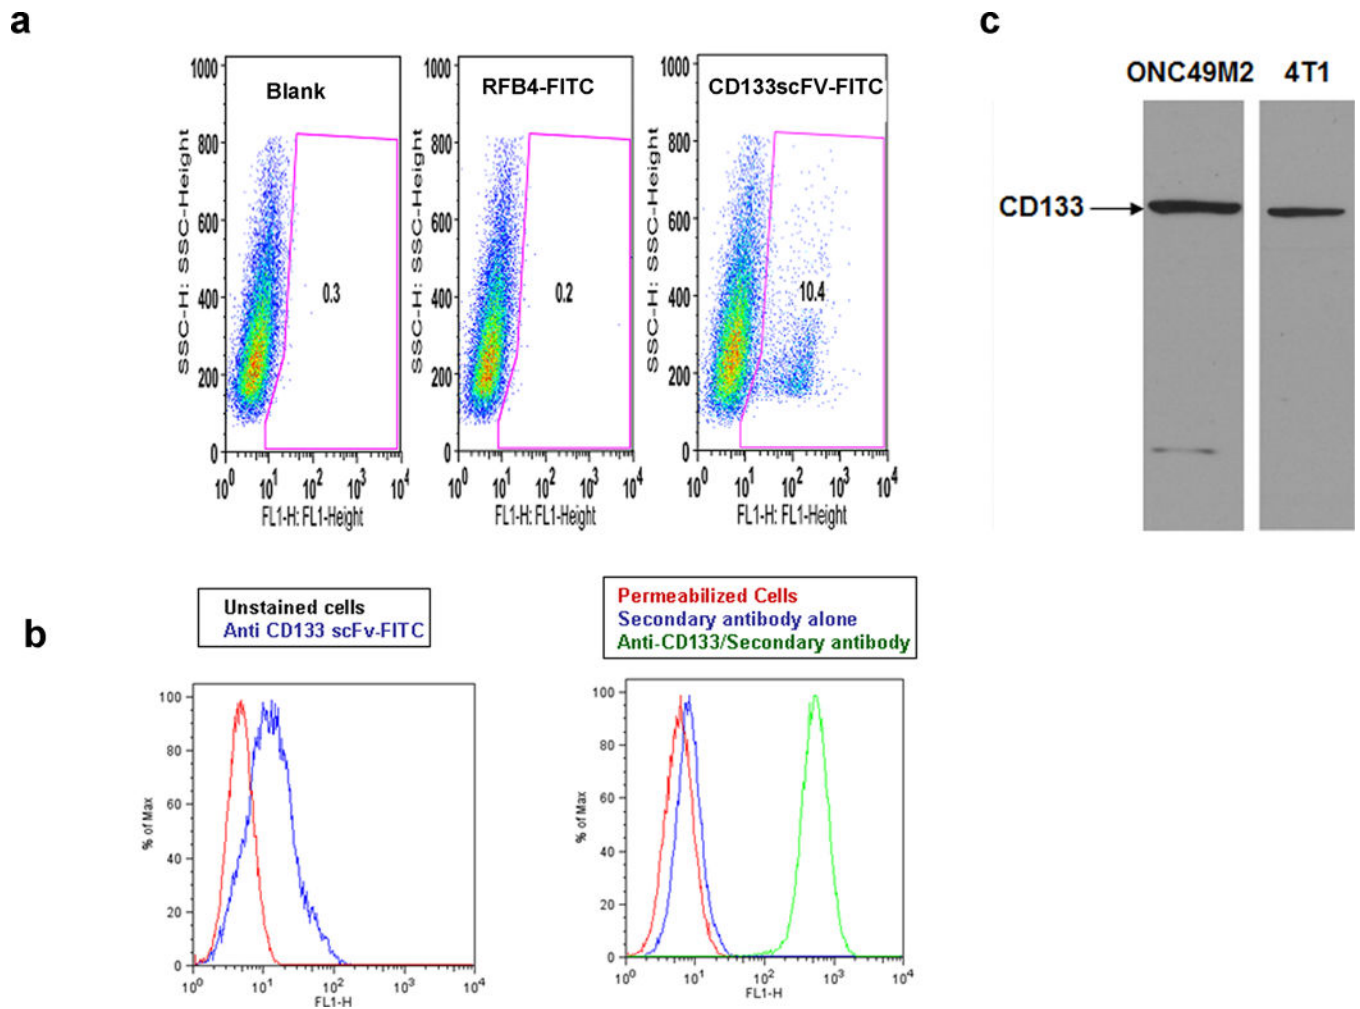 a
Blank
SSC-H: SSC-Height
1000
800
600
400
200
0
0.3
10^0 10^1 10^2 10^3 10^4
FL1-H: FL1-Height
RFB4-FITC
SSC-H: SSC-Height
1000
800
600
400
200
0
0.2
10^0 10^1 10^2 10^3 10^4
FL1-H: FL1-Height
CD133scFV-FITC
SSC-H: SSC-Height
1000
800
600
400
200
0
10.4
10^0 10^1 10^2 10^3 10^4
FL1-H: FL1-Height
c
ONC49M2 4T1
CD133
b
Unstained cells
Anti CD133 scFv-FITC
% of Max
100
80
60
40
20
0
10^0 10^1 10^2 10^3 10^4
FL1-H
Permeabilized Cells
Secondary antibody alone
Anti-CD133/Secondary antibody
% of Max
100
80
60
40
20
0
10^0 10^1 10^2 10^3 10^4
FL1-H